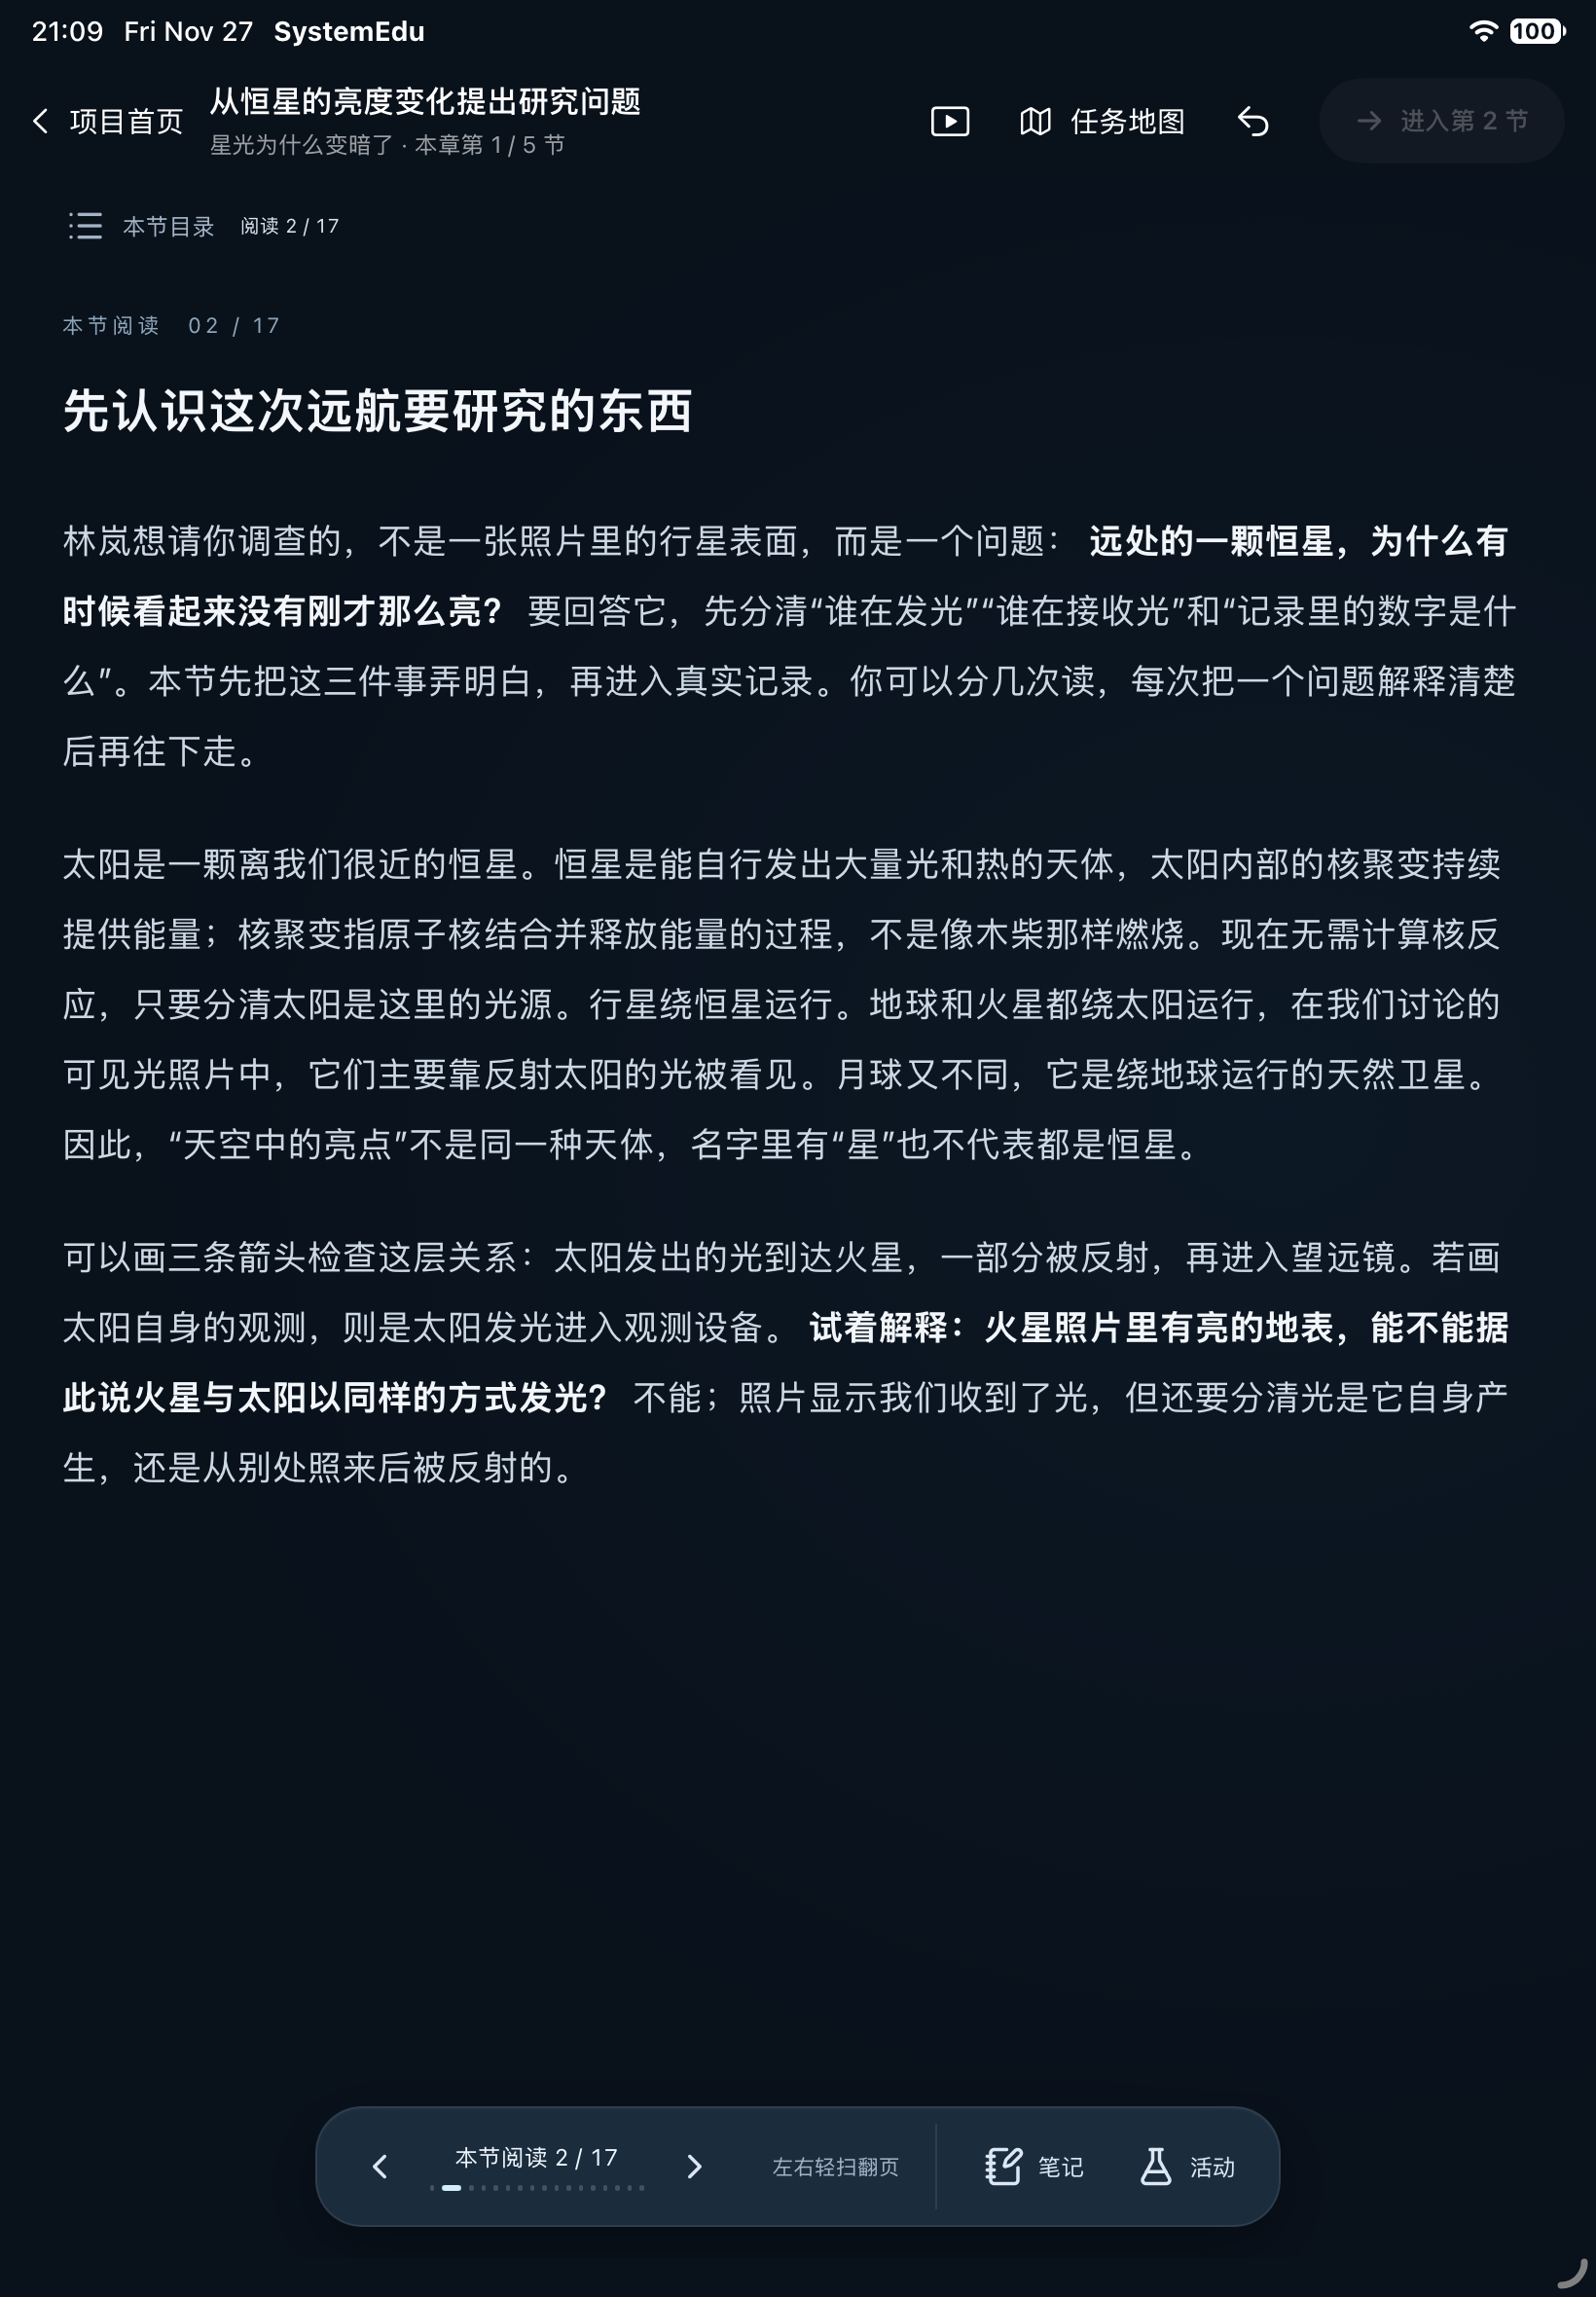 21:09 Fri Nov 27 SystemEdu
100
项目首页
从恒星的亮度变化提出研究问题
星光为什么变暗了 · 本章第 1 / 5 节
任务地图
进入第 2 节
本节目录 阅读 2 / 17
本节阅读 02 / 17
先认识这次远航要研究的东西
林岚想请你调查的，不是一张照片里的行星表面，而是一个问题： 远处的一颗恒星，为什么有
时候看起来没有刚才那么亮？ 要回答它，先分清“谁在发光”“谁在接收光”和“记录里的数字是什
么”。本节先把这三件事弄明白，再进入真实记录。你可以分几次读，每次把一个问题解释清楚
后再往下走。
太阳是一颗离我们很近的恒星。恒星是能自行发出大量光和热的天体，太阳内部的核聚变持续
提供能量；核聚变指原子核结合并释放能量的过程，不是像木柴那样燃烧。现在无需计算核反
应，只要分清太阳是这里的光源。行星绕恒星运行。地球和火星都绕太阳运行，在我们讨论的
可见光照片中，它们主要靠反射太阳的光被看见。月球又不同，它是绕地球运行的天然卫星。
因此，“天空中的亮点”不是同一种天体，名字里有“星”也不代表都是恒星。
可以画三条箭头检查这层关系：太阳发出的光到达火星，一部分被反射，再进入望远镜。若画
太阳自身的观测，则是太阳发光进入观测设备。 试着解释：火星照片里有亮的地表，能不能据
此说火星与太阳以同样的方式发光？ 不能；照片显示我们收到了光，但还要分清光是它自身产
生，还是从别处照来后被反射的。
本节阅读 2 / 17
左右轻扫翻页
笔记
活动